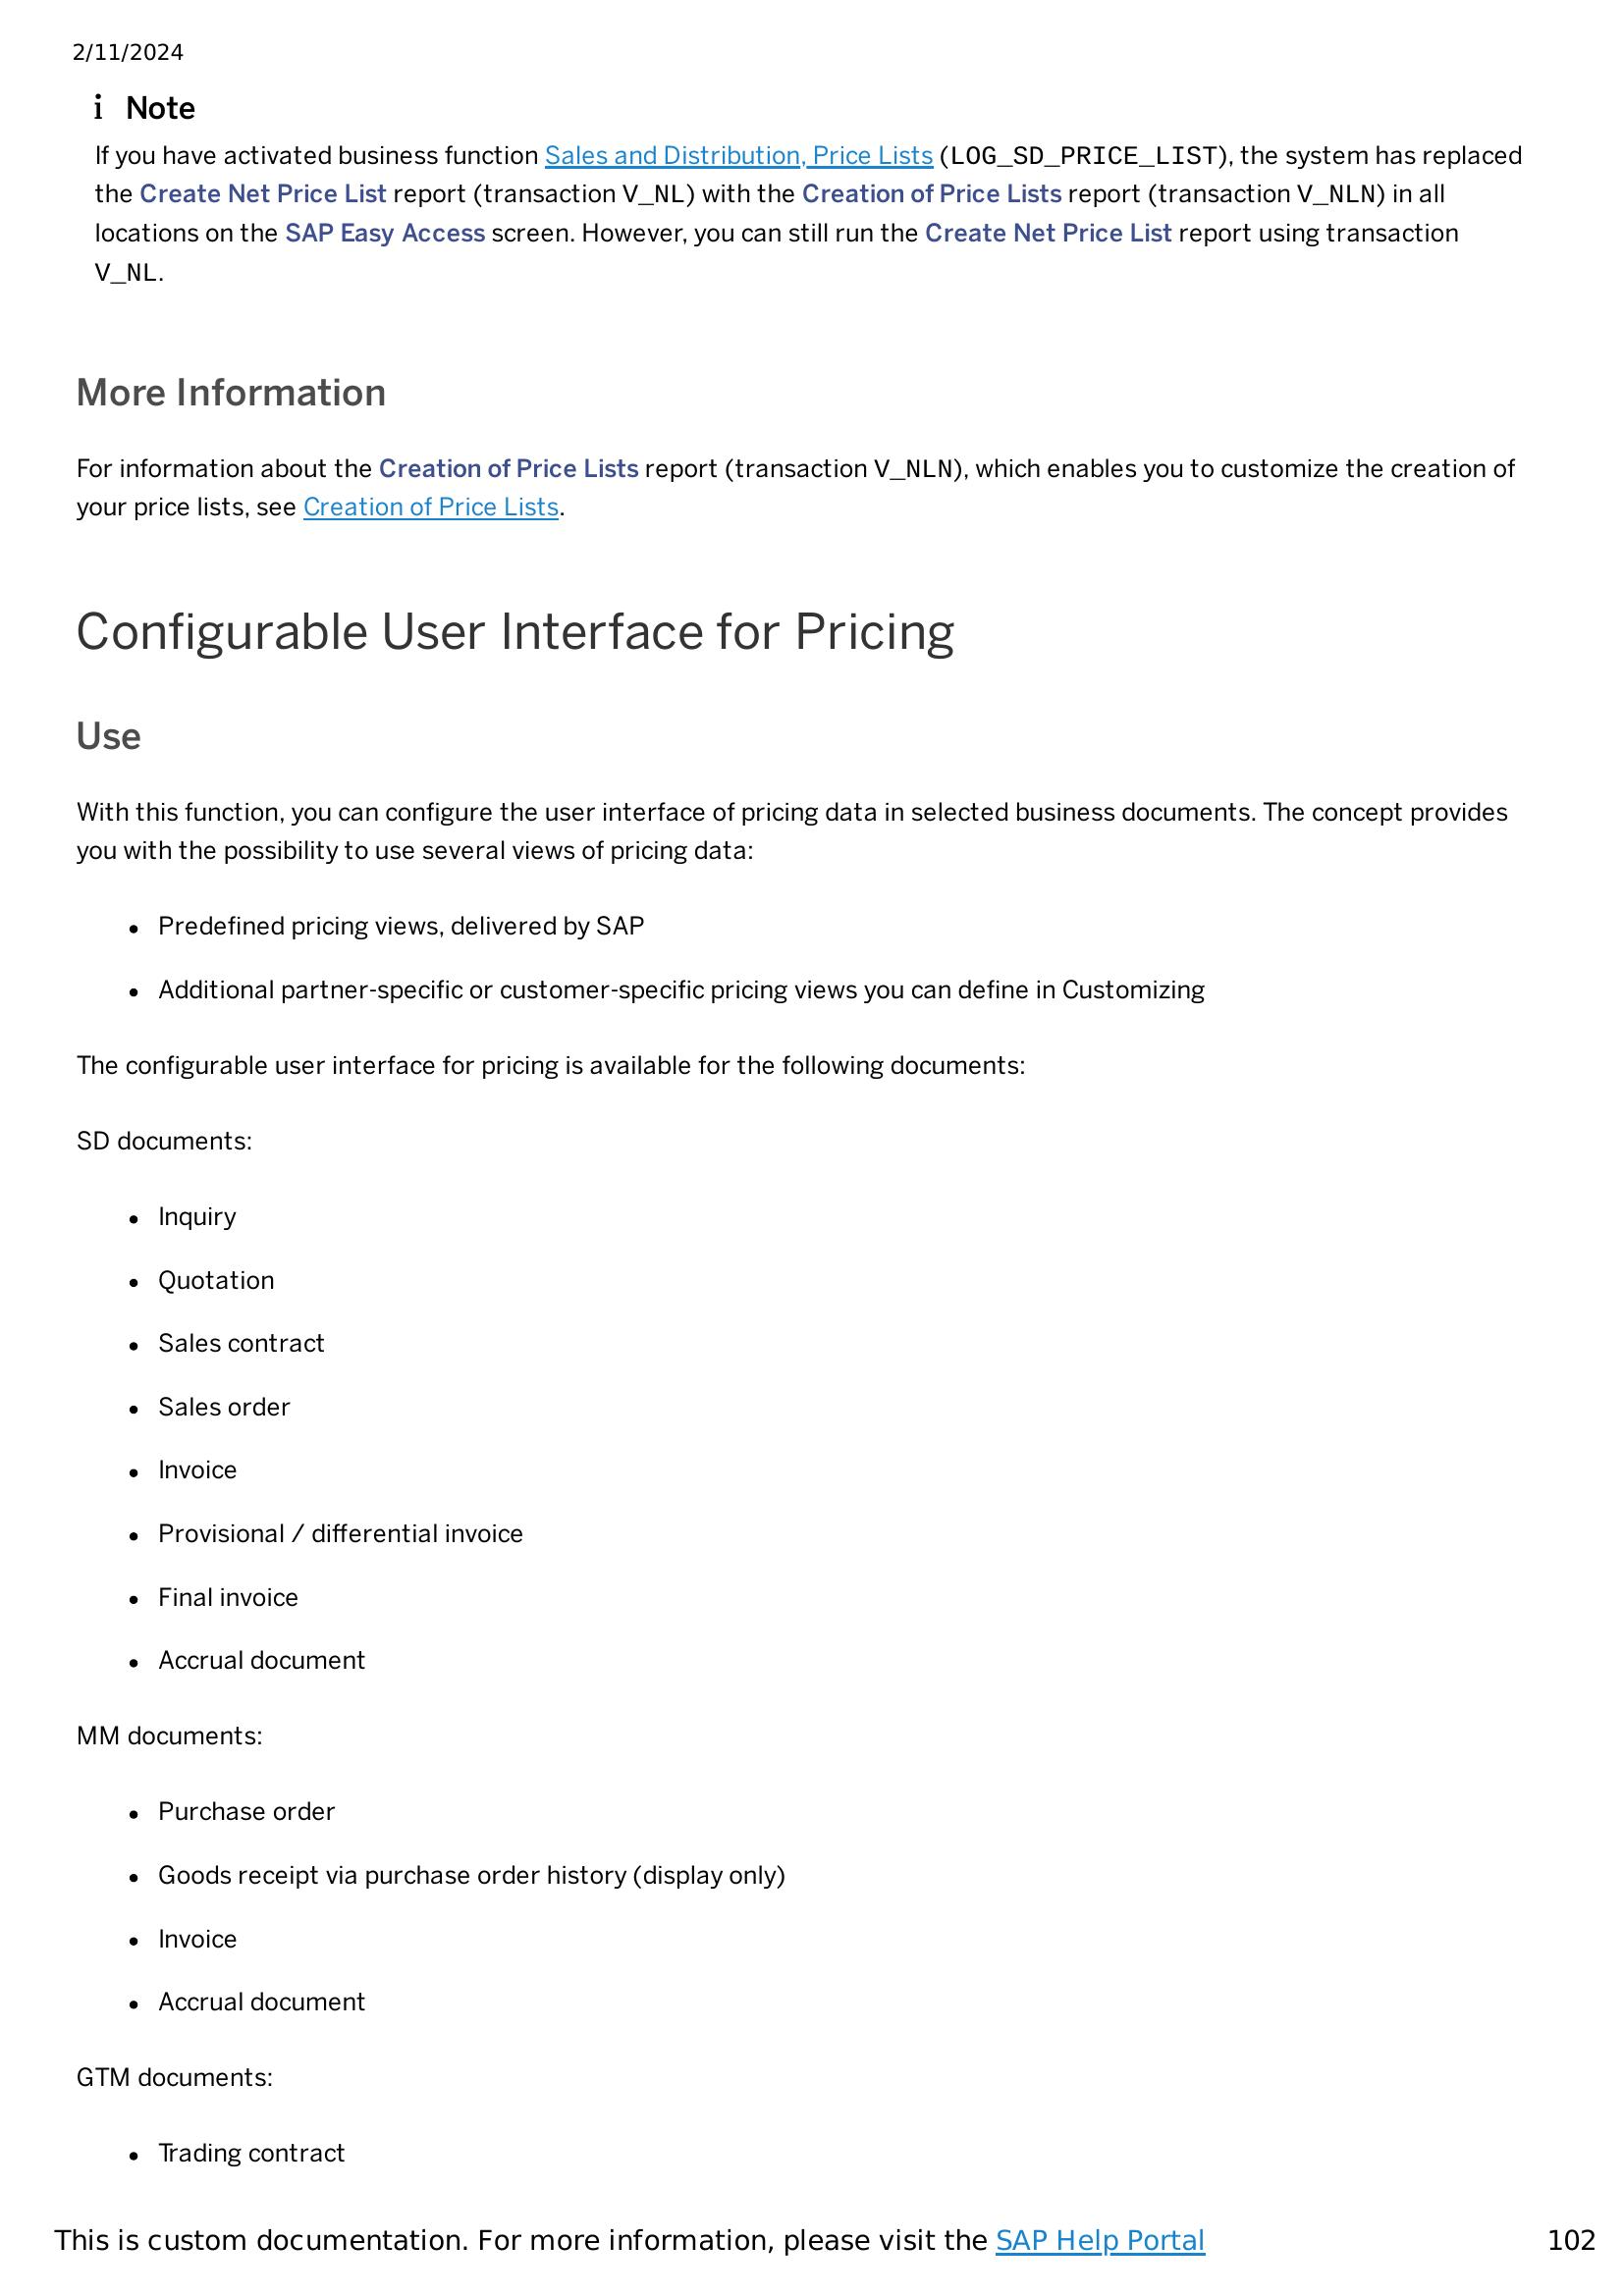 2/11/2024
i Note
If you have activated business function Sales and Distribution, Price Lists (LOG_SD_PRICE_LIST), the system has replaced
the Create Net Price List report (transaction V_NL) with the Creation of Price Lists report (transaction V_NLN) in all
locations on the SAP Easy Access screen. However, you can still run the Create Net Price List report using transaction
V_NL.
More Information
For information about the Creation of Price Lists report (transaction V_NLN), which enables you to customize the creation of
your price lists, see Creation of Price Lists.
Configurable User Interface for Pricing
Use
With this function, you can configure the user interface of pricing data in selected business documents. The concept provides
you with the possibility to use several views of pricing data:
• Predefined pricing views, delivered by SAP
• Additional partner-specific or customer-specific pricing views you can define in Customizing
The configurable user interface for pricing is available for the following documents:
SD documents:
• Inquiry
• Quotation
• Sales contract
• Sales order
• Invoice
• Provisional / differential invoice
• Final invoice
• Accrual document
MM documents:
• Purchase order
• Goods receipt via purchase order history (display only)
• Invoice
• Accrual document
GTM documents:
• Trading contract
This is custom documentation. For more information, please visit the SAP Help Portal 102